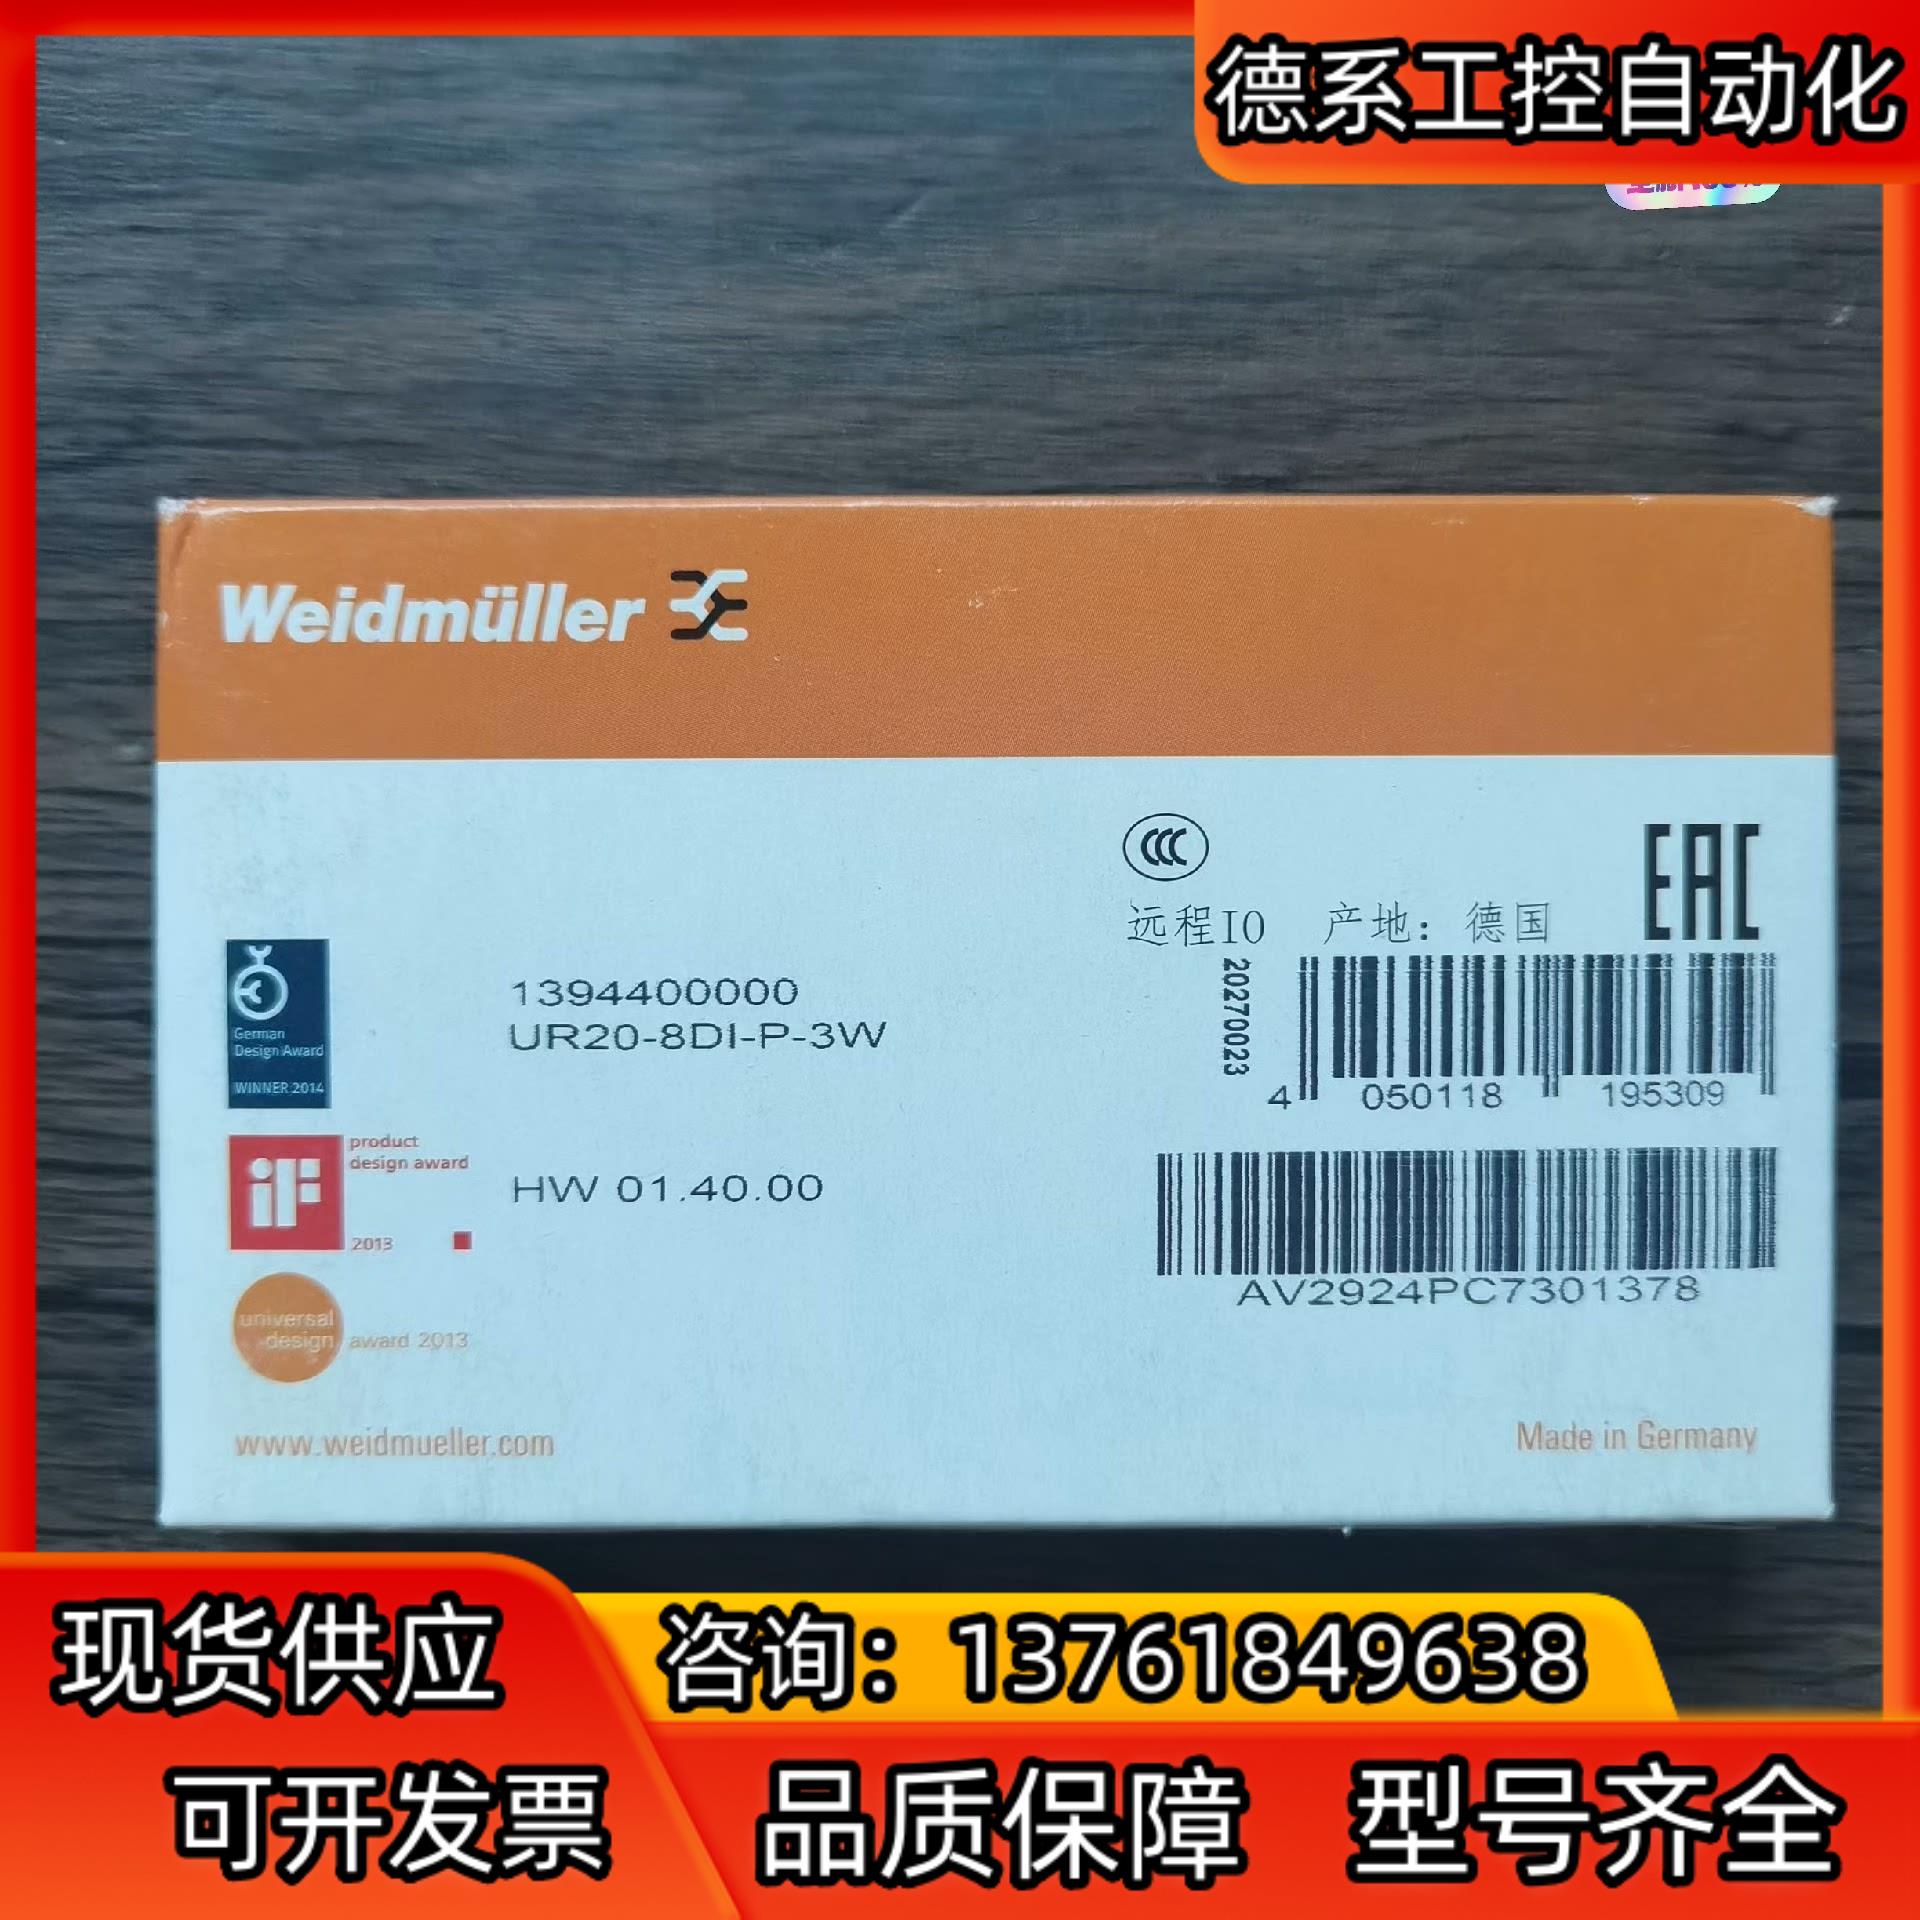 德系工控自动化
Weidmüller
远程IO 产地：德国
EAC
20270023
4 050118 195309
German
Design Award
WINNER 2014
1394400000
UR20-8DI-P-3W
iF
product
design award
2013
HW 01.40.00
AV2924PC7301378
universal
design award 2013
www.weidmueller.com
Made in Germany
现货供应
咨询：13761849638
可开发票
品质保障 型号齐全